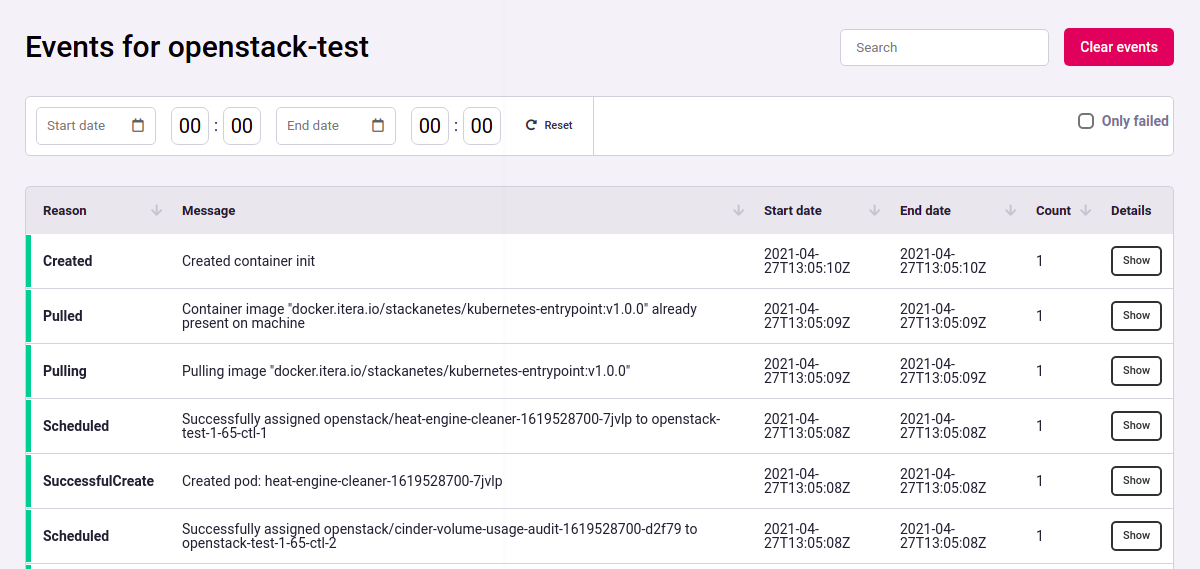 Events for openstack-test
Search
Clear events
Start date
00 : 00
End date
00 : 00
Reset
Only failed
Reason Message Start date End date Count Details
Created Created container init 2021-04-27T13:05:10Z 2021-04-27T13:05:10Z 1 Show
Pulled Container image "docker.itera.io/stackanetes/kubernetes-entrypoint:v1.0.0" already
present on machine 2021-04-27T13:05:09Z 2021-04-27T13:05:09Z 1 Show
Pulling Pulling image "docker.itera.io/stackanetes/kubernetes-entrypoint:v1.0.0" 2021-04-27T13:05:09Z 2021-04-27T13:05:09Z 1 Show
Scheduled Successfully assigned openstack/heat-engine-cleaner-1619528700-7jvlp to openstack-
test-1-65-ctl-1 2021-04-27T13:05:08Z 2021-04-27T13:05:08Z 1 Show
SuccessfulCreate Created pod: heat-engine-cleaner-1619528700-7jvlp 2021-04-27T13:05:08Z 2021-04-27T13:05:08Z 1 Show
Scheduled Successfully assigned openstack/cinder-volume-usage-audit-1619528700-d2f79 to
openstack-test-1-65-ctl-2 2021-04-27T13:05:08Z 2021-04-27T13:05:08Z 1 Show